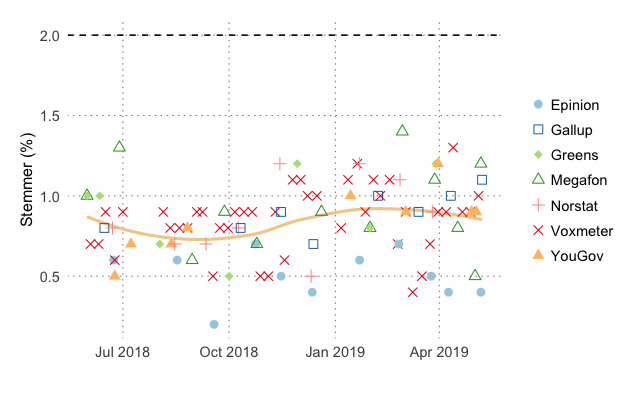 2.0
1.5
1.0
0.5
Stemmer (%)
Jul 2018
Oct 2018
Jan 2019
Apr 2019
Epinion
Gallup
Greens
Megafon
Norstat
Voxmeter
YouGov